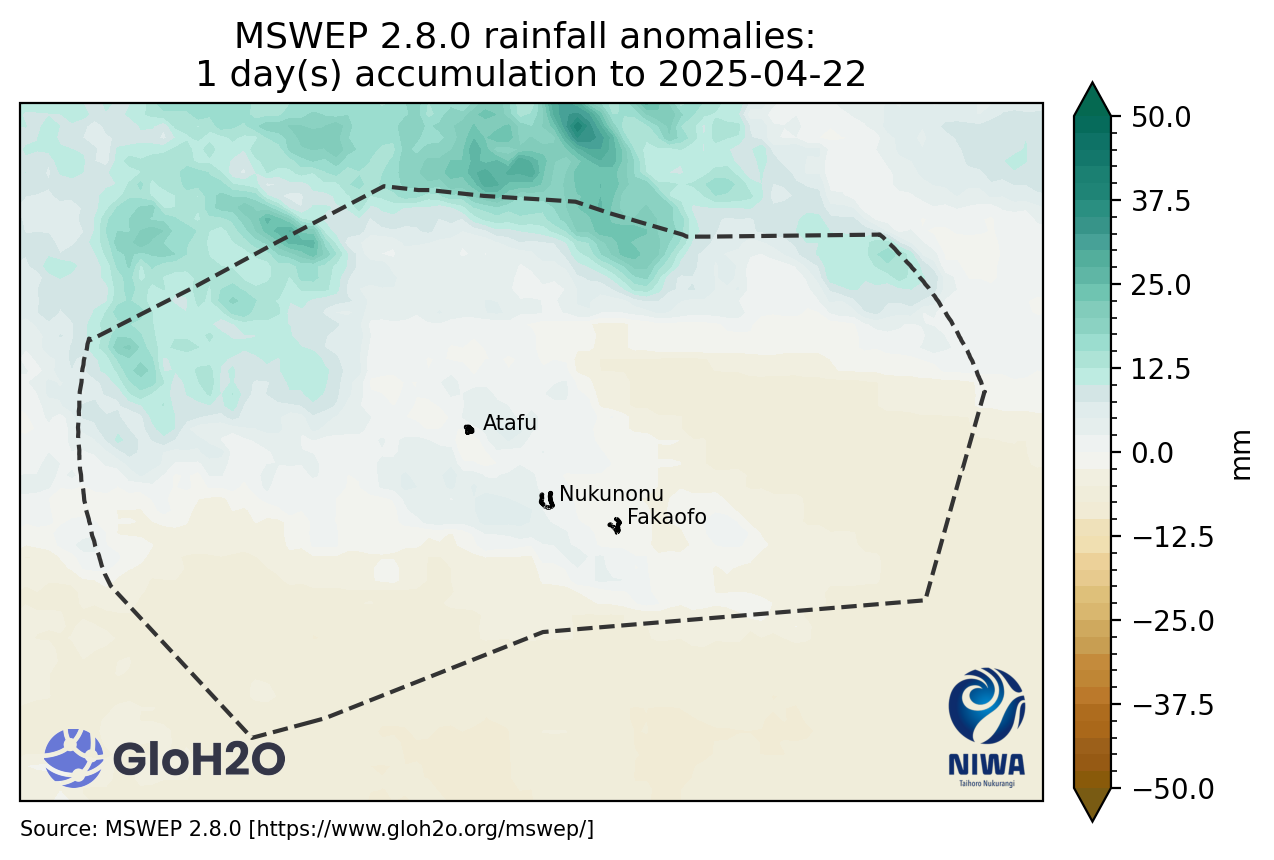 MSWEP 2.8.0 rainfall anomalies:
1 day(s) accumulation to 2025-04-22
50.0
37.5
25.0
12.5
0.0
−12.5
−25.0
−37.5
−50.0
mm
Atafu
Nukunonu
Fakaofo
GloH2O
NIWA
Taihoro Nukurangi
Source: MSWEP 2.8.0 [https://www.gloh2o.org/mswep/]